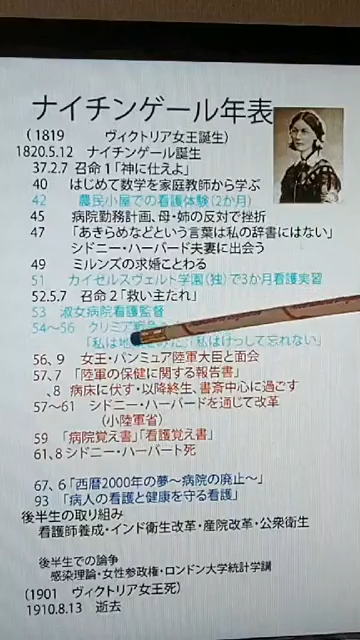 ナイチンゲール年表
(1819 ヴィクトリア女王誕生)
1820.5.12 ナイチンゲール誕生
37.2.7 召命1「神に仕えよ」
40 はじめて数学を家庭教師から学ぶ
42 農民小屋での看護体験(2か月)
45 病院勤務計画、母・姉の反対で挫折
47 「あきらめなどという言葉は私の辞書にはない」
シドニー・ハーバード夫妻に出会う
49 ミルンズの求婚ことわる
51 カイゼルスヴェルト学園(独)で3か月看護実習
52.5.7 召命2「救い主たれ」
53 淑女病院看護監督
54~56 クリミア
「私は地 私はけっして忘れない」
56、9 女王・パンミュア陸軍大臣と面会
57、7 「陸軍の保健に関する報告書」
、8 病床に伏す・以降終生、書斎中心に過ごす
57~61 シドニー・ハーバードを通じて改革
(小陸軍省)
59 「病院覚え書」「看護覚え書」
61、8 シドニー・ハーバート死
67、6 「西暦2000年の夢~病院の廃止~」
93 「病人の看護と健康を守る看護」
後半生の取り組み
看護師養成・インド衛生改革・産院改革・公衆衛生
後半生での論争
感染理論・女性参政権・ロンドン大学統計学講
(1901 ヴィクトリア女王死)
1910.8.13 逝去